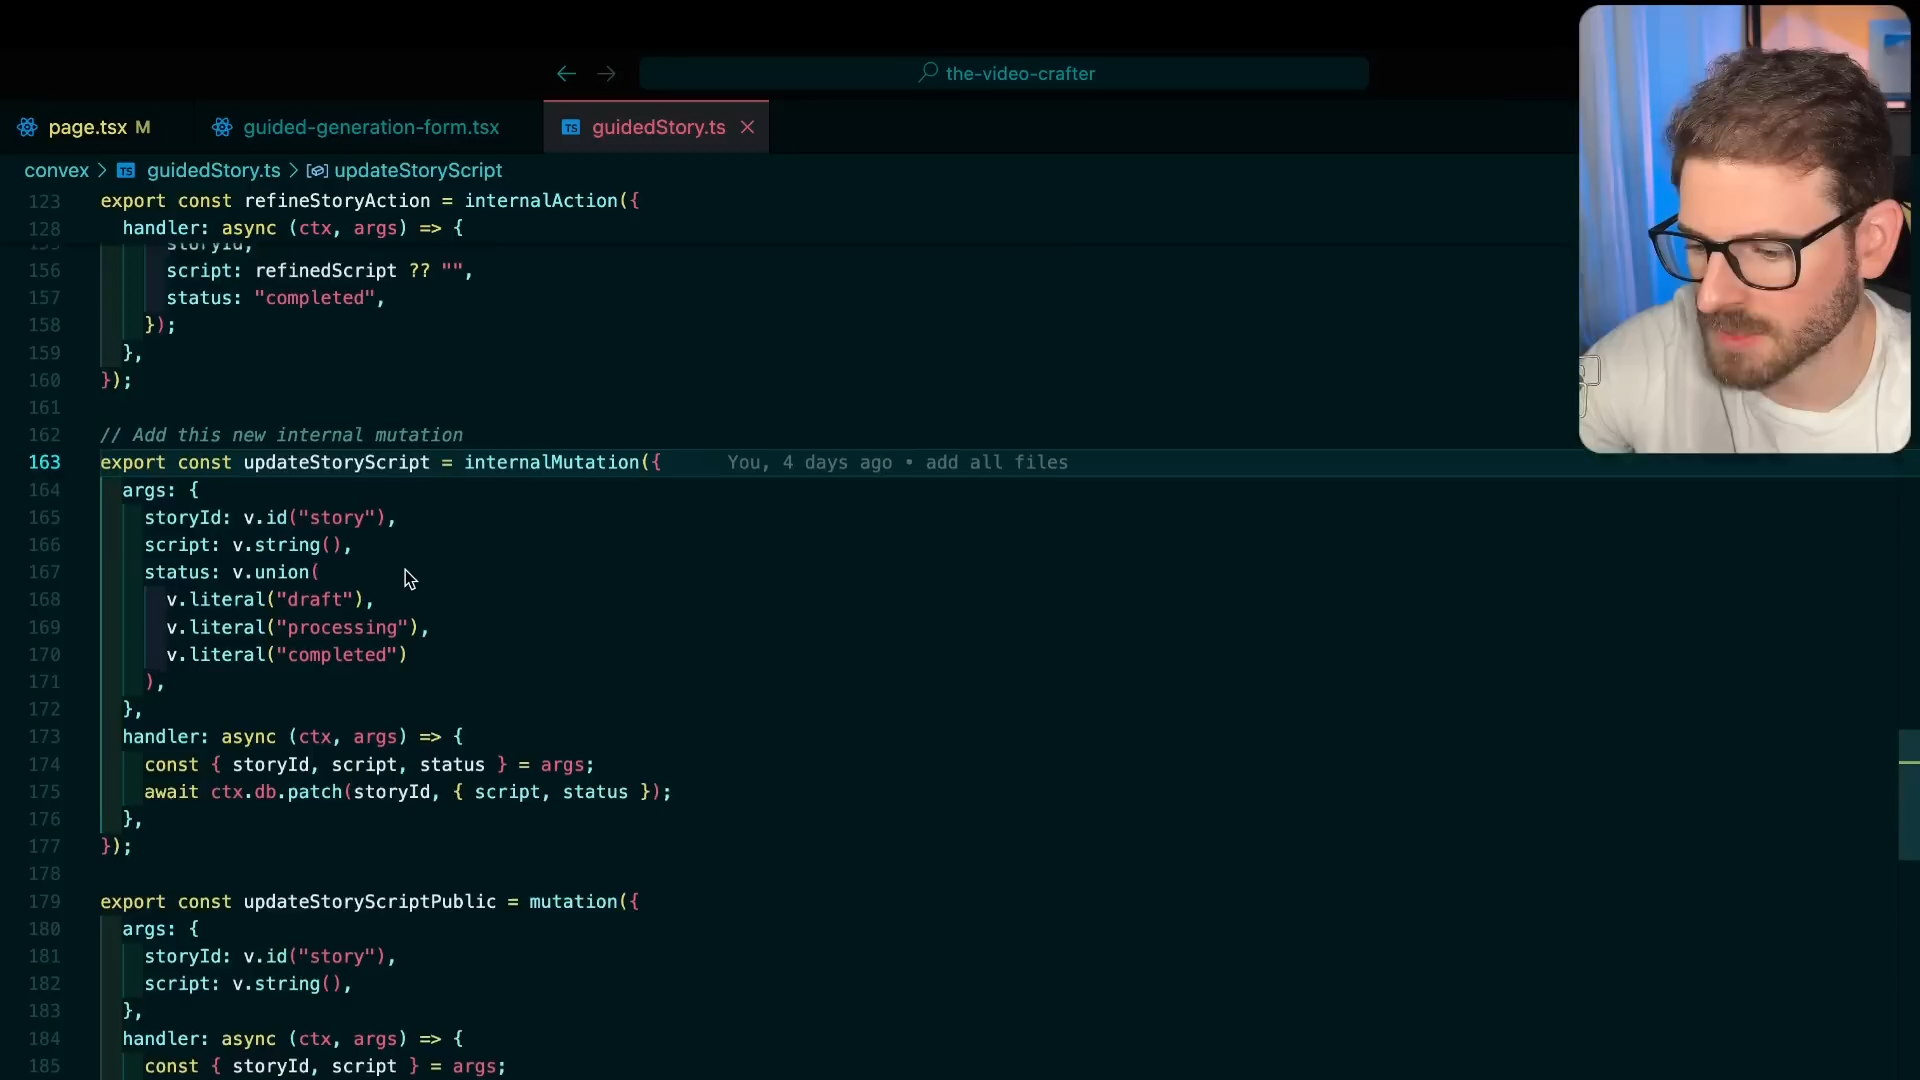 the-video-crafter
page.tsx M
guided-generation-form.tsx
TS guidedStory.ts
convex > TS guidedStory.ts > updateStoryScript
123 export const refineStoryAction = internalAction({
128 handler: async (ctx, args) => {
storyId,
156 script: refinedScript ?? "",
157 status: "completed",
158 });
159 },
160 });
161
162 // Add this new internal mutation
163 export const updateStoryScript = internalMutation({ You, 4 days ago • add all files
164 args: {
165 storyId: v.id("story"),
166 script: v.string(),
167 status: v.union(
168 v.literal("draft"),
169 v.literal("processing"),
170 v.literal("completed")
171 ),
172 },
173 handler: async (ctx, args) => {
174 const { storyId, script, status } = args;
175 await ctx.db.patch(storyId, { script, status });
176 },
177 });
178
179 export const updateStoryScriptPublic = mutation({
180 args: {
181 storyId: v.id("story"),
182 script: v.string(),
183 },
184 handler: async (ctx, args) => {
185 const { storyId, script } = args;